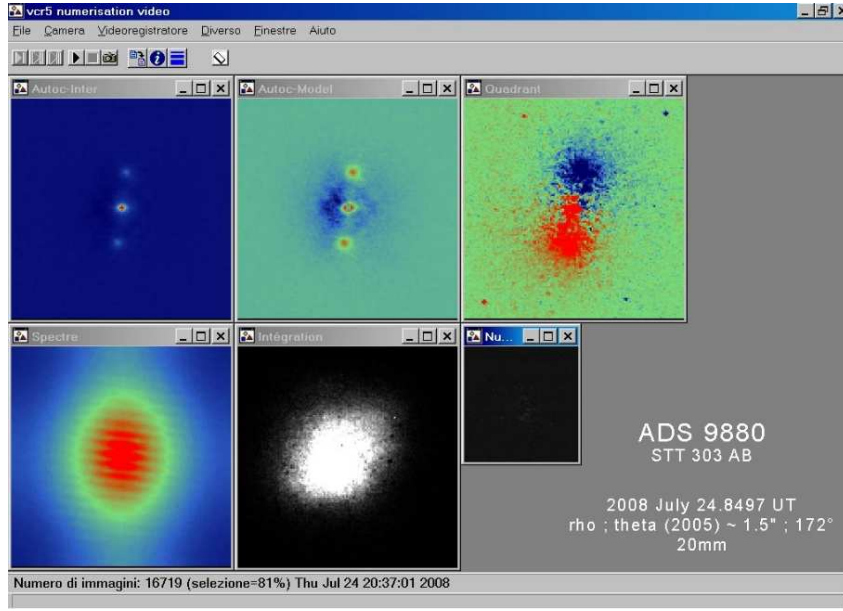 vcr5 numerisation video
File Camera Videoregistratore Diverso Finestre Aiuto
Autoc-Inter
Autoc-Model
Quadrant
Spectre
Intégration
Nu...
ADS 9880
STT 303 AB
2008 July 24.8497 UT
rho ; theta (2005) ~ 1.5" ; 172°
20mm
Numero di immagini: 16719 (selezione=81%) Thu Jul 24 20:37:01 2008